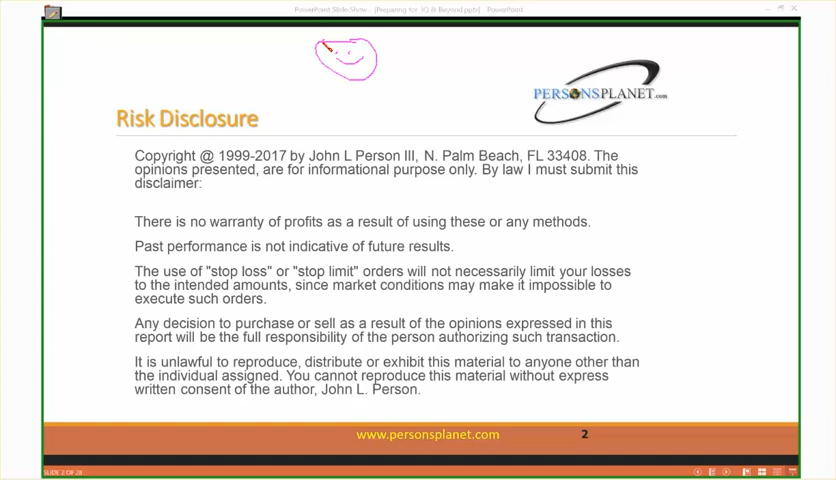 PowerPoint Slide Show - [Preparing for 3Q & Beyond.pptx] - PowerPoint
PERSONSPLANET.com
Risk Disclosure
Copyright @ 1999-2017 by John L Person III, N. Palm Beach, FL 33408. The
opinions presented, are for informational purpose only. By law I must submit this
disclaimer:
There is no warranty of profits as a result of using these or any methods.
Past performance is not indicative of future results.
The use of "stop loss" or "stop limit" orders will not necessarily limit your losses
to the intended amounts, since market conditions may make it impossible to
execute such orders.
Any decision to purchase or sell as a result of the opinions expressed in this
report will be the full responsibility of the person authorizing such transaction.
It is unlawful to reproduce, distribute or exhibit this material to anyone other than
the individual assigned. You cannot reproduce this material without express
written consent of the author, John L. Person.
www.personsplanet.com
2
SLIDE 2 OF 28